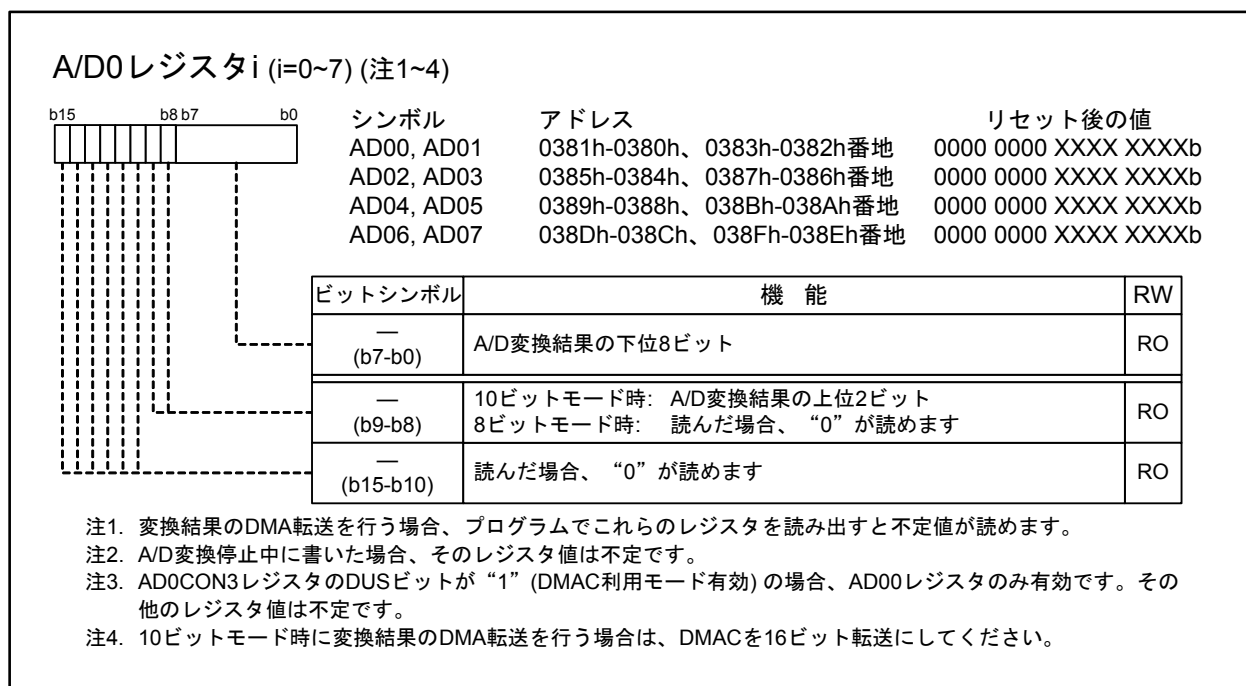 A/D0レジスタi (i=0~7) (注1~4)
b15 b8 b7 b0
シンボル アドレス リセット後の値
AD00, AD01 0381h-0380h、0383h-0382h番地 0000 0000 XXXX XXXXb
AD02, AD03 0385h-0384h、0387h-0386h番地 0000 0000 XXXX XXXXb
AD04, AD05 0389h-0388h、038Bh-038Ah番地 0000 0000 XXXX XXXXb
AD06, AD07 038Dh-038Ch、038Fh-038Eh番地 0000 0000 XXXX XXXXb
ビットシンボル 機 能 RW
—
(b7-b0) A/D変換結果の下位8ビット RO
—
(b9-b8) 10ビットモード時: A/D変換結果の上位2ビット
8ビットモード時: 読んだ場合、“0”が読めます RO
—
(b15-b10) 読んだ場合、“0”が読めます RO
注1. 変換結果のDMA転送を行う場合、プログラムでこれらのレジスタを読み出すと不定値が読めます。
注2. A/D変換停止中に書いた場合、そのレジスタ値は不定です。
注3. AD0CON3レジスタのDUSビットが“1”(DMAC利用モード有効) の場合、AD00レジスタのみ有効です。その
他のレジスタ値は不定です。
注4. 10ビットモード時に変換結果のDMA転送を行う場合は、DMACを16ビット転送にしてください。